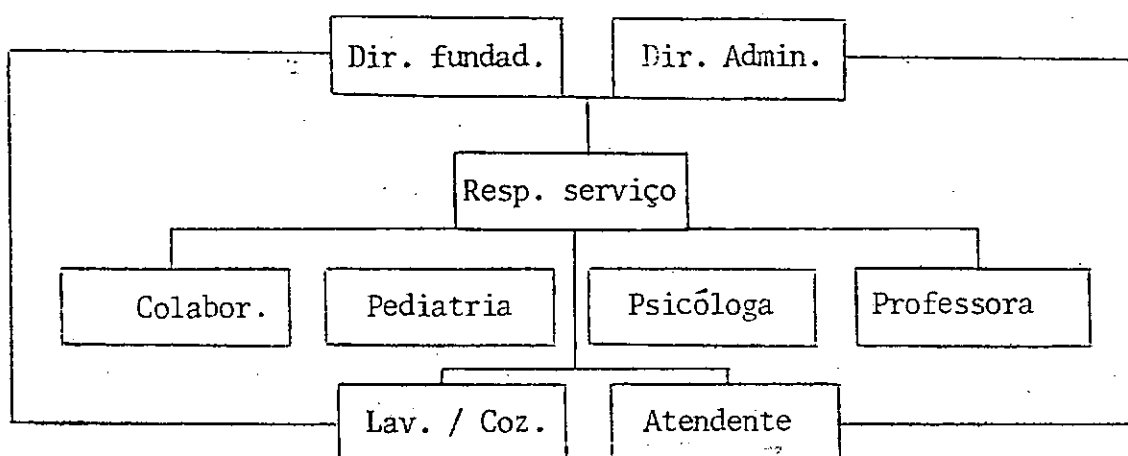 Dir. fundad. Dir. Admin.
Resp. serviço
Colabor. Pediatria Psicóloga Professora
Lav. / Coz. Atendente